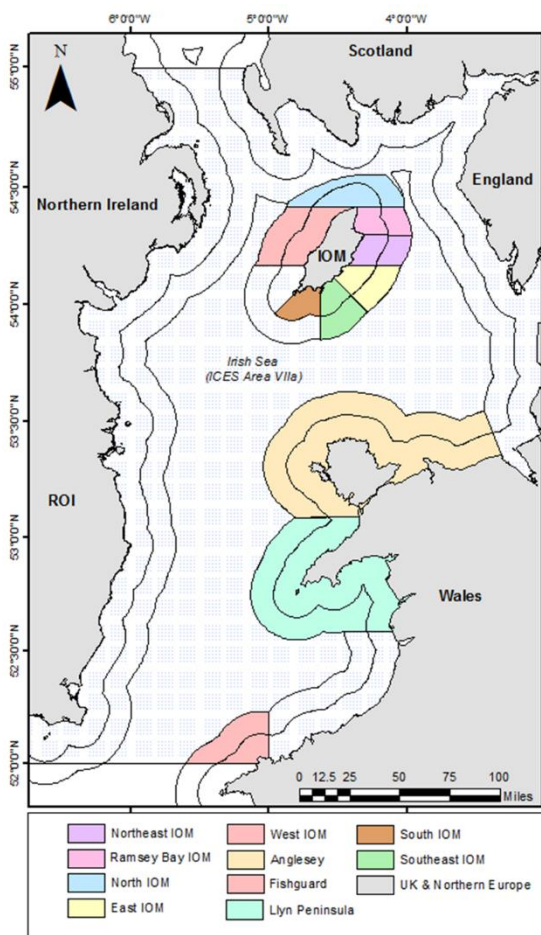 6°0'0"W
5°0'0"W
4°0'0"W
N
Scotland
55°0'0"N
54°30'0"N
Northern Ireland
England
IOM
54°0'0"N
Irish Sea
(ICES Area VIIa)
53°30'0"N
ROI
53°0'0"N
Wales
52°30'0"N
52°0'0"N
0 12.5 25 50 75 100
Miles
Northeast IOM
West IOM
South IOM
Ramsey Bay IOM
Anglesey
Southeast IOM
North IOM
Fishguard
UK & Northern Europe
East IOM
Llyn Peninsula